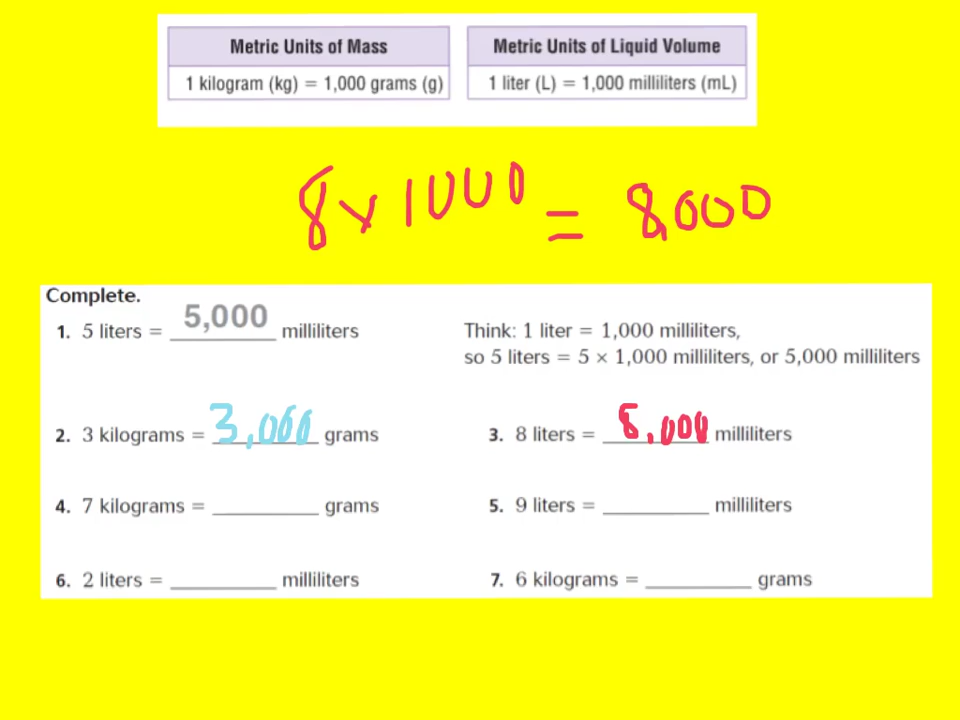 Metric Units of Mass
1 kilogram (kg) = 1,000 grams (g)
Metric Units of Liquid Volume
1 liter (L) = 1,000 milliliters (mL)
8 x 1000 = 8,000
Complete.
1. 5 liters = 5,000 milliliters
Think: 1 liter = 1,000 milliliters,
so 5 liters = 5 × 1,000 milliliters, or 5,000 milliliters
2. 3 kilograms = 3,000 grams
3. 8 liters = 8,000 milliliters
4. 7 kilograms = ________ grams
5. 9 liters = ________ milliliters
6. 2 liters = ________ milliliters
7. 6 kilograms = ________ grams